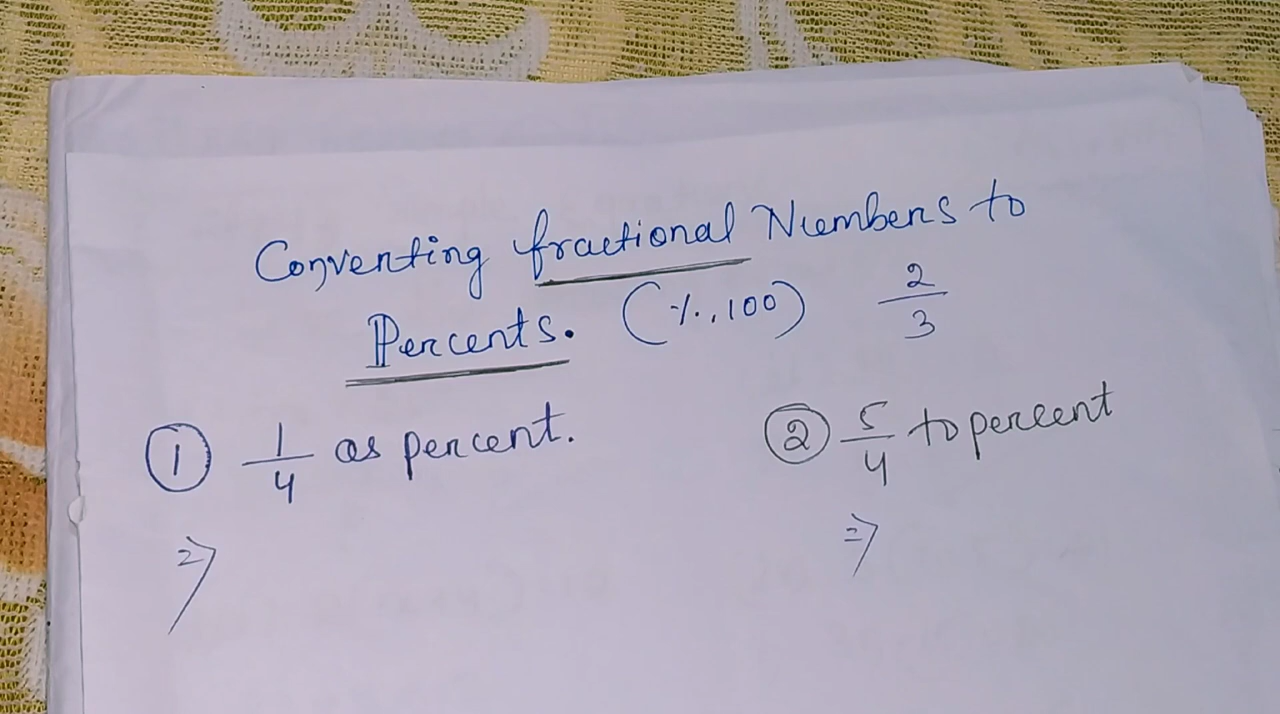 Converting fractional Numbers to
Percents. (%, 100) 2/3
① 1/4 as percent.
② 5/4 to percent
⇒
⇒